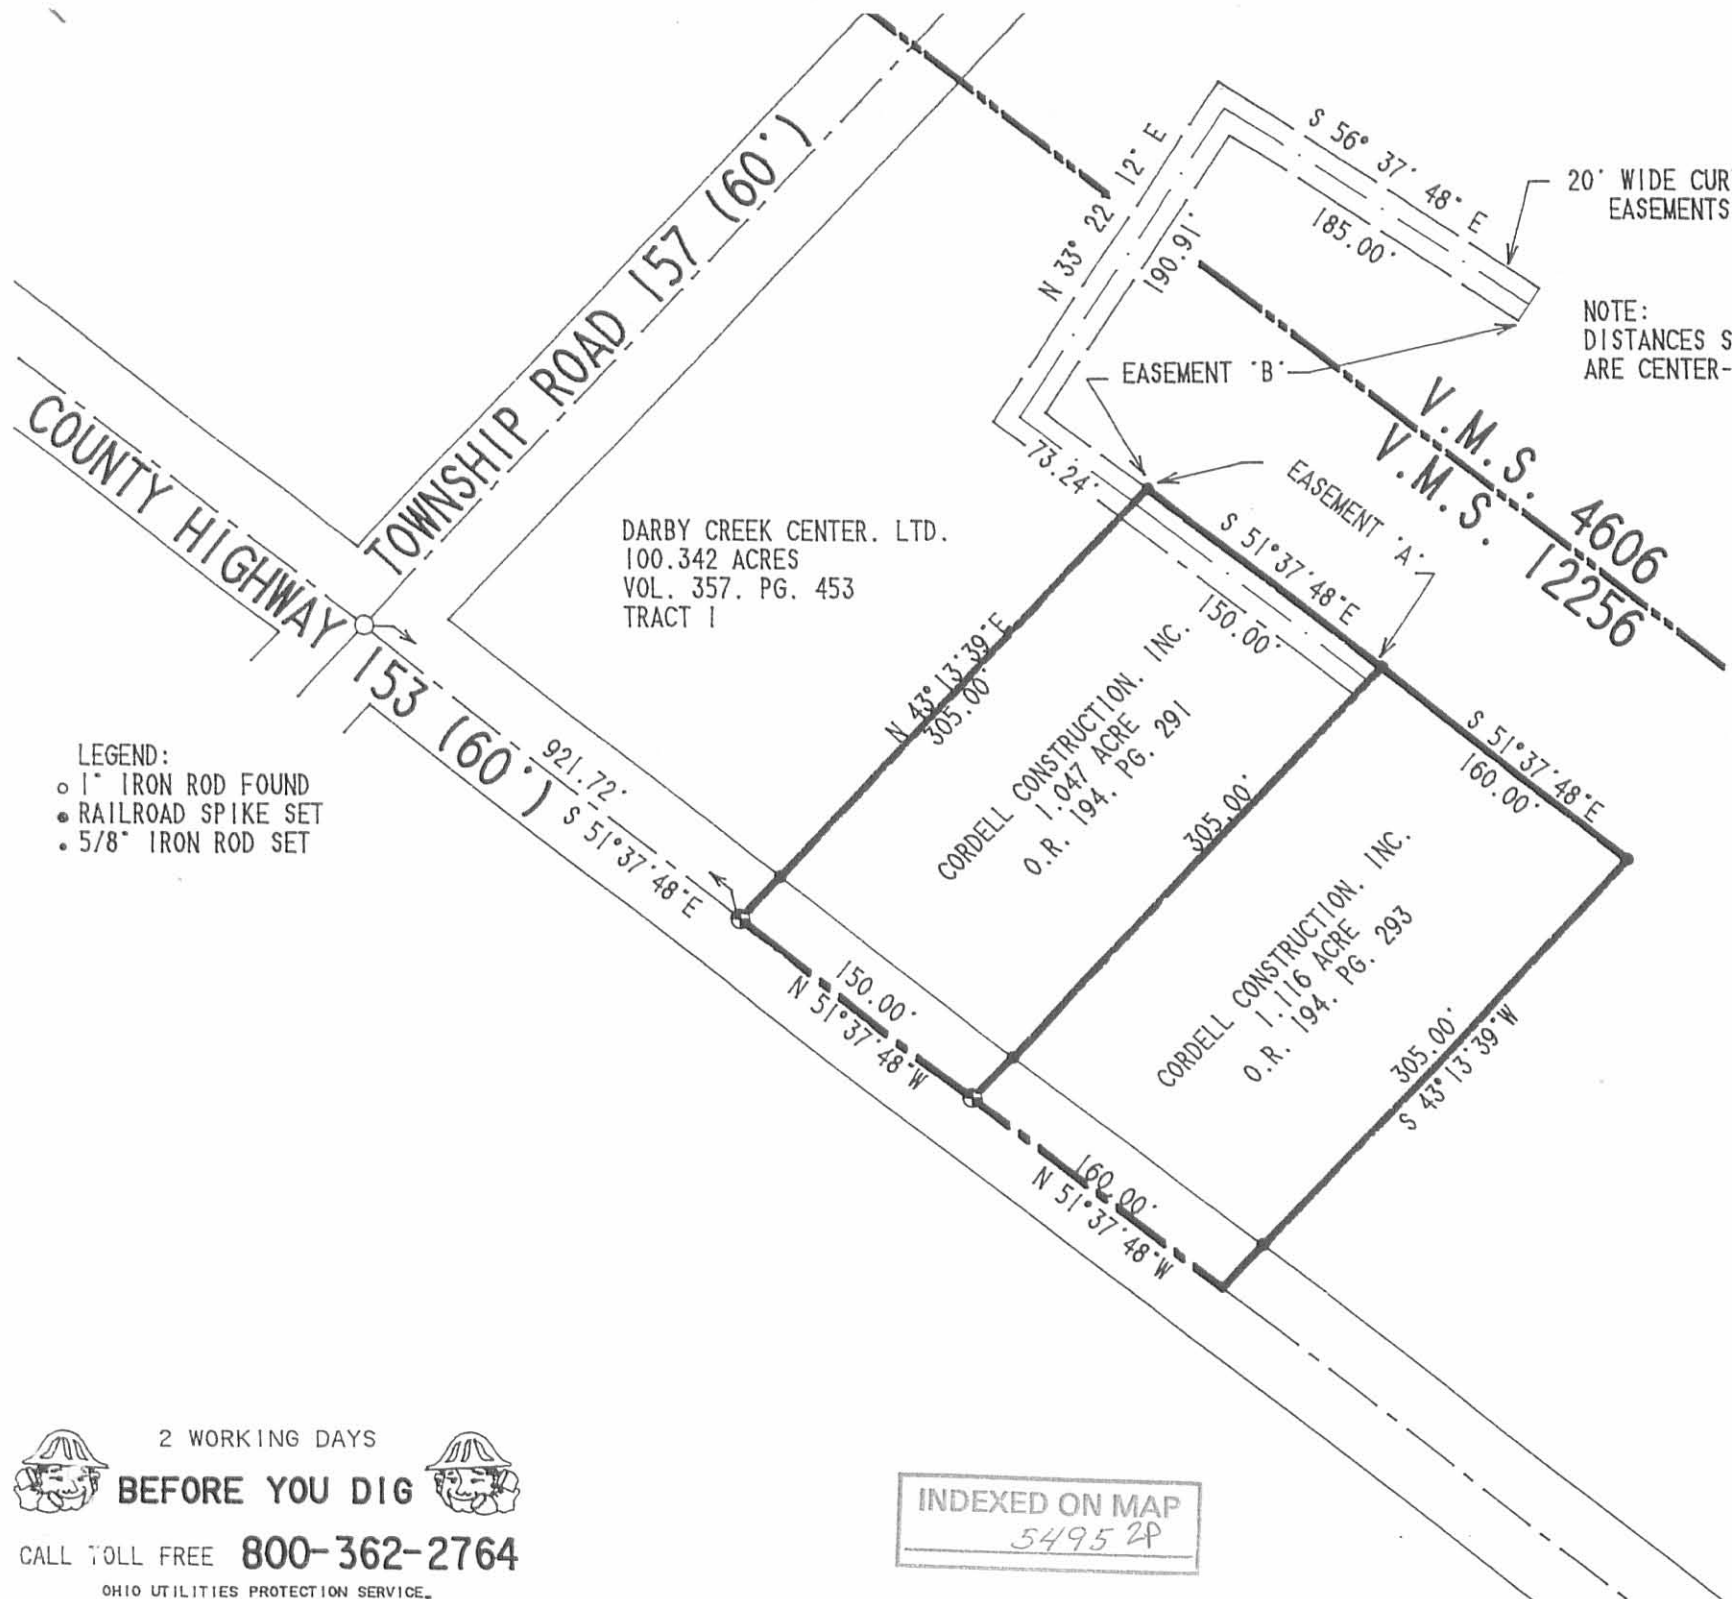 TOWNSHIP ROAD 157 (60')
COUNTY HIGHWAY 153 (60')
N 33° 22' 12" E
190.91'
S 56° 37' 48" E
185.00'
20' WIDE CUR
EASEMENTS
NOTE:
DISTANCES S
ARE CENTER-
EASEMENT "B"
73.24'
EASEMENT "A"
V.M.S. 4606
V.M.S. 12256
DARBY CREEK CENTER. LTD.
100.342 ACRES
VOL. 357. PG. 453
TRACT 1
S 51°37'48"E
150.00'
N 43°13'39"E
305.00'
CORDELL CONSTRUCTION. INC.
1.047 ACRE
O.R. 194. PG. 291
305.00'
S 51°37'48"E
160.00'
CORDELL CONSTRUCTION. INC.
1.116 ACRE
O.R. 194. PG. 293
305.00'
S 43°13'39"W
921.72'
S 51°37'48"E
150.00'
N 51°37'48"W
160.00'
N 51°37'48"W
LEGEND:
1" IRON ROD FOUND
RAILROAD SPIKE SET
5/8" IRON ROD SET
2 WORKING DAYS
BEFORE YOU DIG
CALL TOLL FREE 800-362-2764
OHIO UTILITIES PROTECTION SERVICE.
INDEXED ON MAP
5495 2P